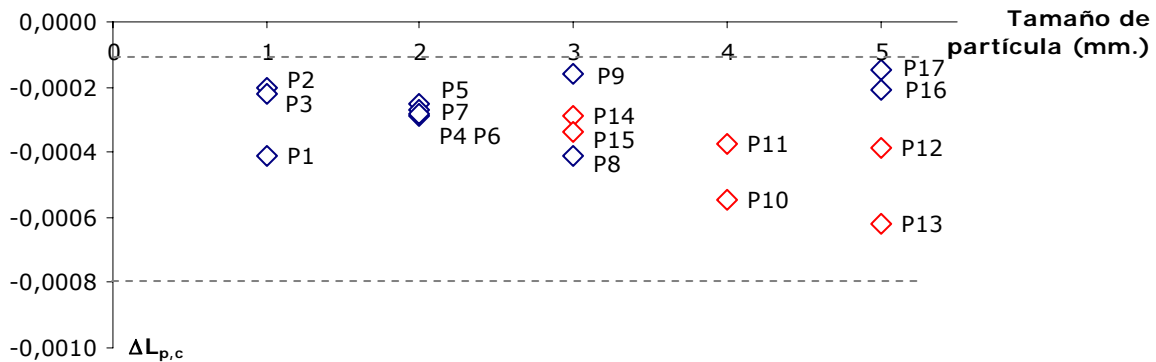 0,0000
Tamaño de
partícula (mm.)
0 1 2 3 4 5
-0,0002
P2
P3
P5
P7
P4 P6
P9
P14
P15
P17
P16
-0,0004
P1
P8
P11
P12
-0,0006
P10
P13
-0,0008
-0,0010
ΔLp,c